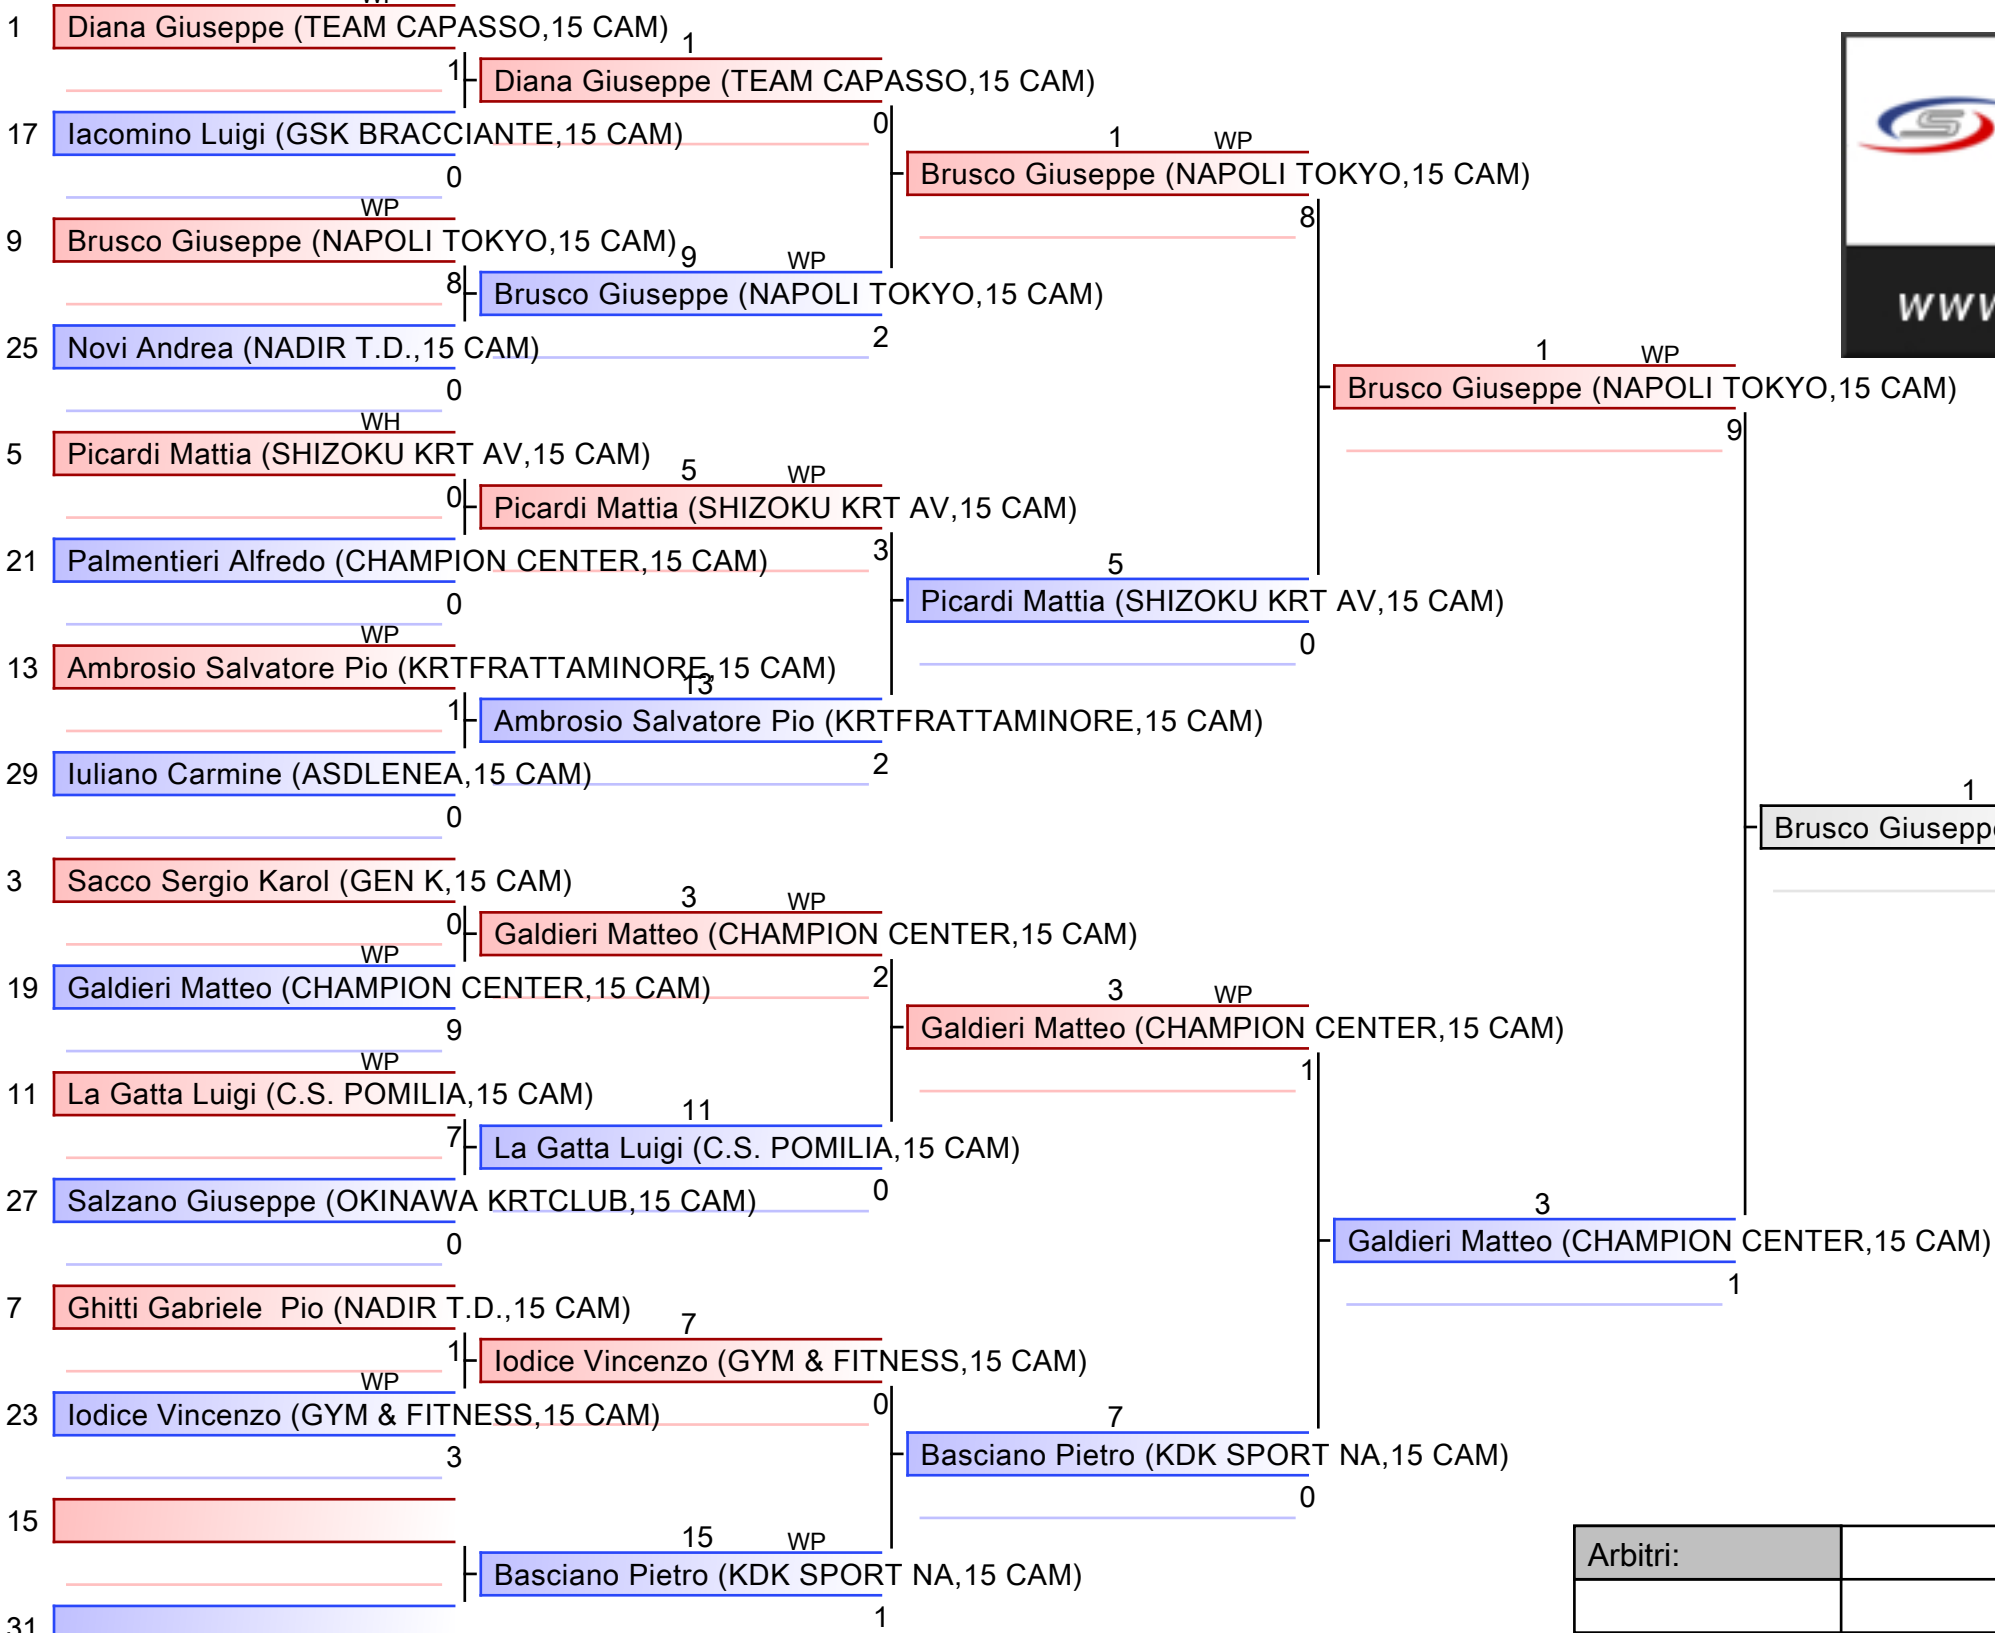 WP
1 Diana Giuseppe (TEAM CAPASSO,15 CAM)
1
1 Diana Giuseppe (TEAM CAPASSO,15 CAM)
17 Iacomino Luigi (GSK BRACCIANTE,15 CAM)
0
0
1 WP
Brusco Giuseppe (NAPOLI TOKYO,15 CAM)
8
WP
9 Brusco Giuseppe (NAPOLI TOKYO,15 CAM)
8
9 WP
Brusco Giuseppe (NAPOLI TOKYO,15 CAM)
2
25 Novi Andrea (NADIR T.D.,15 CAM)
0
1 WP
Brusco Giuseppe (NAPOLI TOKYO,15 CAM)
9
WH
5 Picardi Mattia (SHIZOKU KRT AV,15 CAM)
0
5 WP
Picardi Mattia (SHIZOKU KRT AV,15 CAM)
3
21 Palmentieri Alfredo (CHAMPION CENTER,15 CAM)
0
5
Picardi Mattia (SHIZOKU KRT AV,15 CAM)
0
WP
13 Ambrosio Salvatore Pio (KRTFRATTAMINORE,15 CAM)
1
13
Ambrosio Salvatore Pio (KRTFRATTAMINORE,15 CAM)
2
29 Iuliano Carmine (ASDLENEA,15 CAM)
0
1
Brusco Giuseppe
3 Sacco Sergio Karol (GEN K,15 CAM)
0
3 WP
Galdieri Matteo (CHAMPION CENTER,15 CAM)
2
WP
19 Galdieri Matteo (CHAMPION CENTER,15 CAM)
9
3 WP
Galdieri Matteo (CHAMPION CENTER,15 CAM)
1
WP
11 La Gatta Luigi (C.S. POMILIA,15 CAM)
7
11
La Gatta Luigi (C.S. POMILIA,15 CAM)
0
27 Salzano Giuseppe (OKINAWA KRTCLUB,15 CAM)
0
3
Galdieri Matteo (CHAMPION CENTER,15 CAM)
1
7 Ghitti Gabriele  Pio (NADIR T.D.,15 CAM)
1
7
Iodice Vincenzo (GYM & FITNESS,15 CAM)
0
WP
23 Iodice Vincenzo (GYM & FITNESS,15 CAM)
3
7
Basciano Pietro (KDK SPORT NA,15 CAM)
0
15
15 WP
Basciano Pietro (KDK SPORT NA,15 CAM)
1
31
Arbitri:
S
www